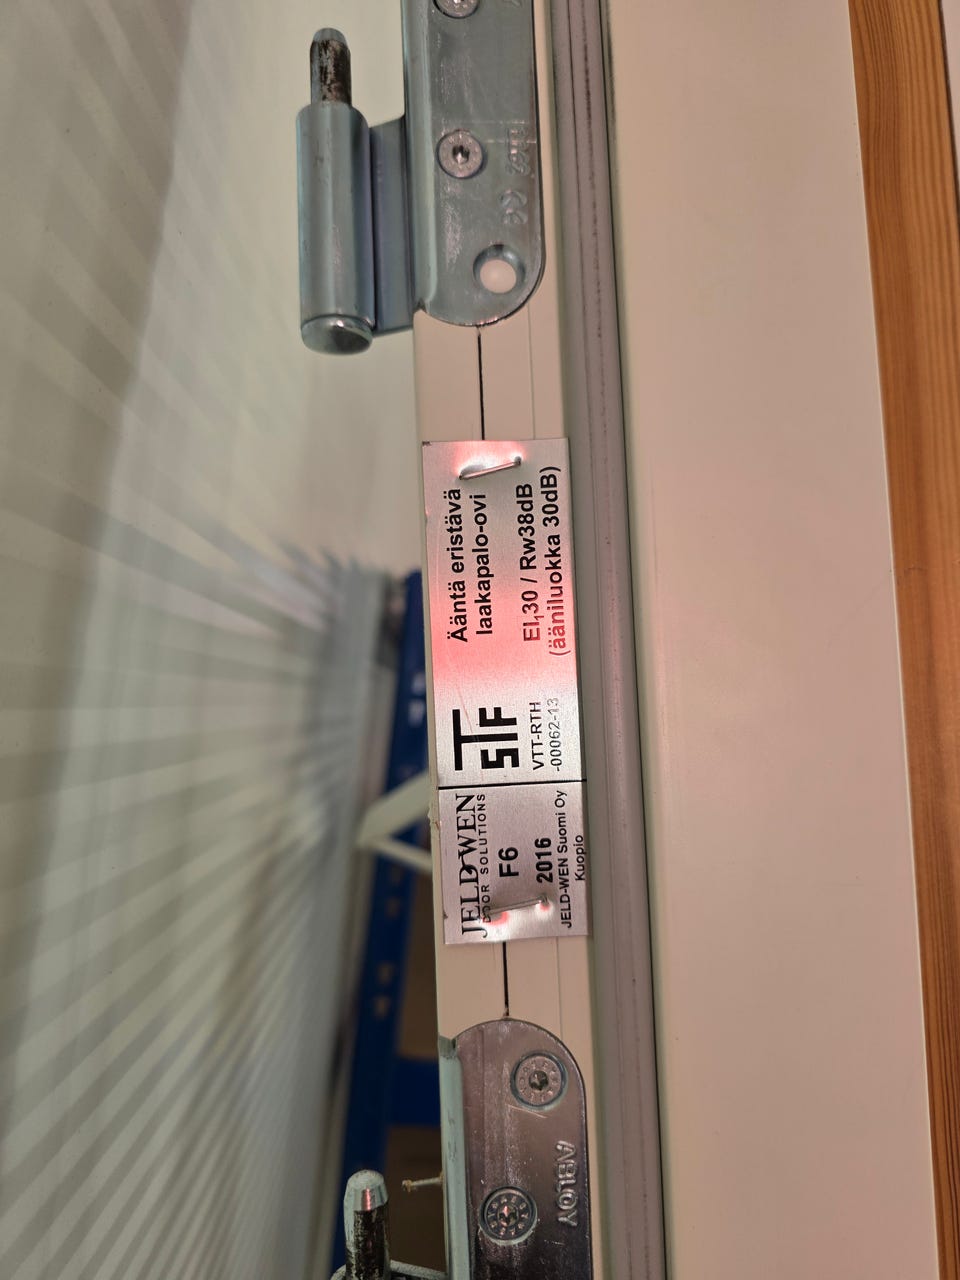 JELD-WEN
DOOR SOLUTIONS
F6
2016
JELD-WEN Suomi Oy
Kuopio
STF
VTT-RTH
-00062-13
Ääntä eristävä
laakapalo-ovi
EI₁30 / Rw38dB
(ääniluokka 30dB)
ABLOY